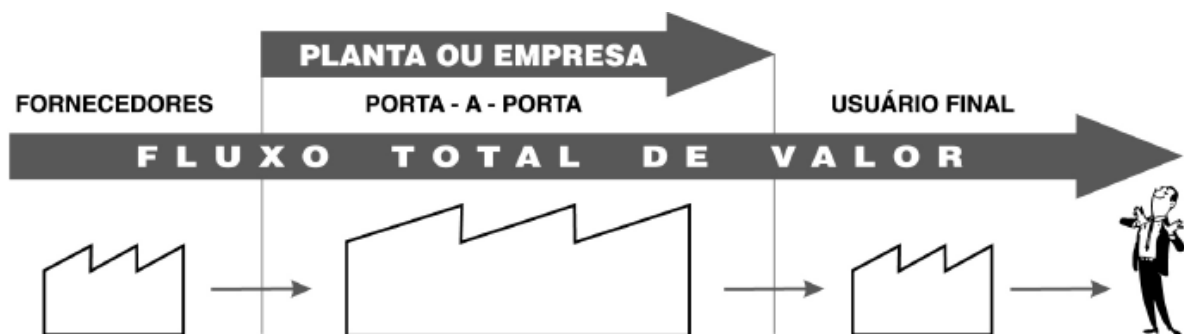 PLANTA OU EMPRESA
FORNECEDORES
PORTA - A - PORTA
USUÁRIO FINAL
FLUXO TOTAL DE VALOR